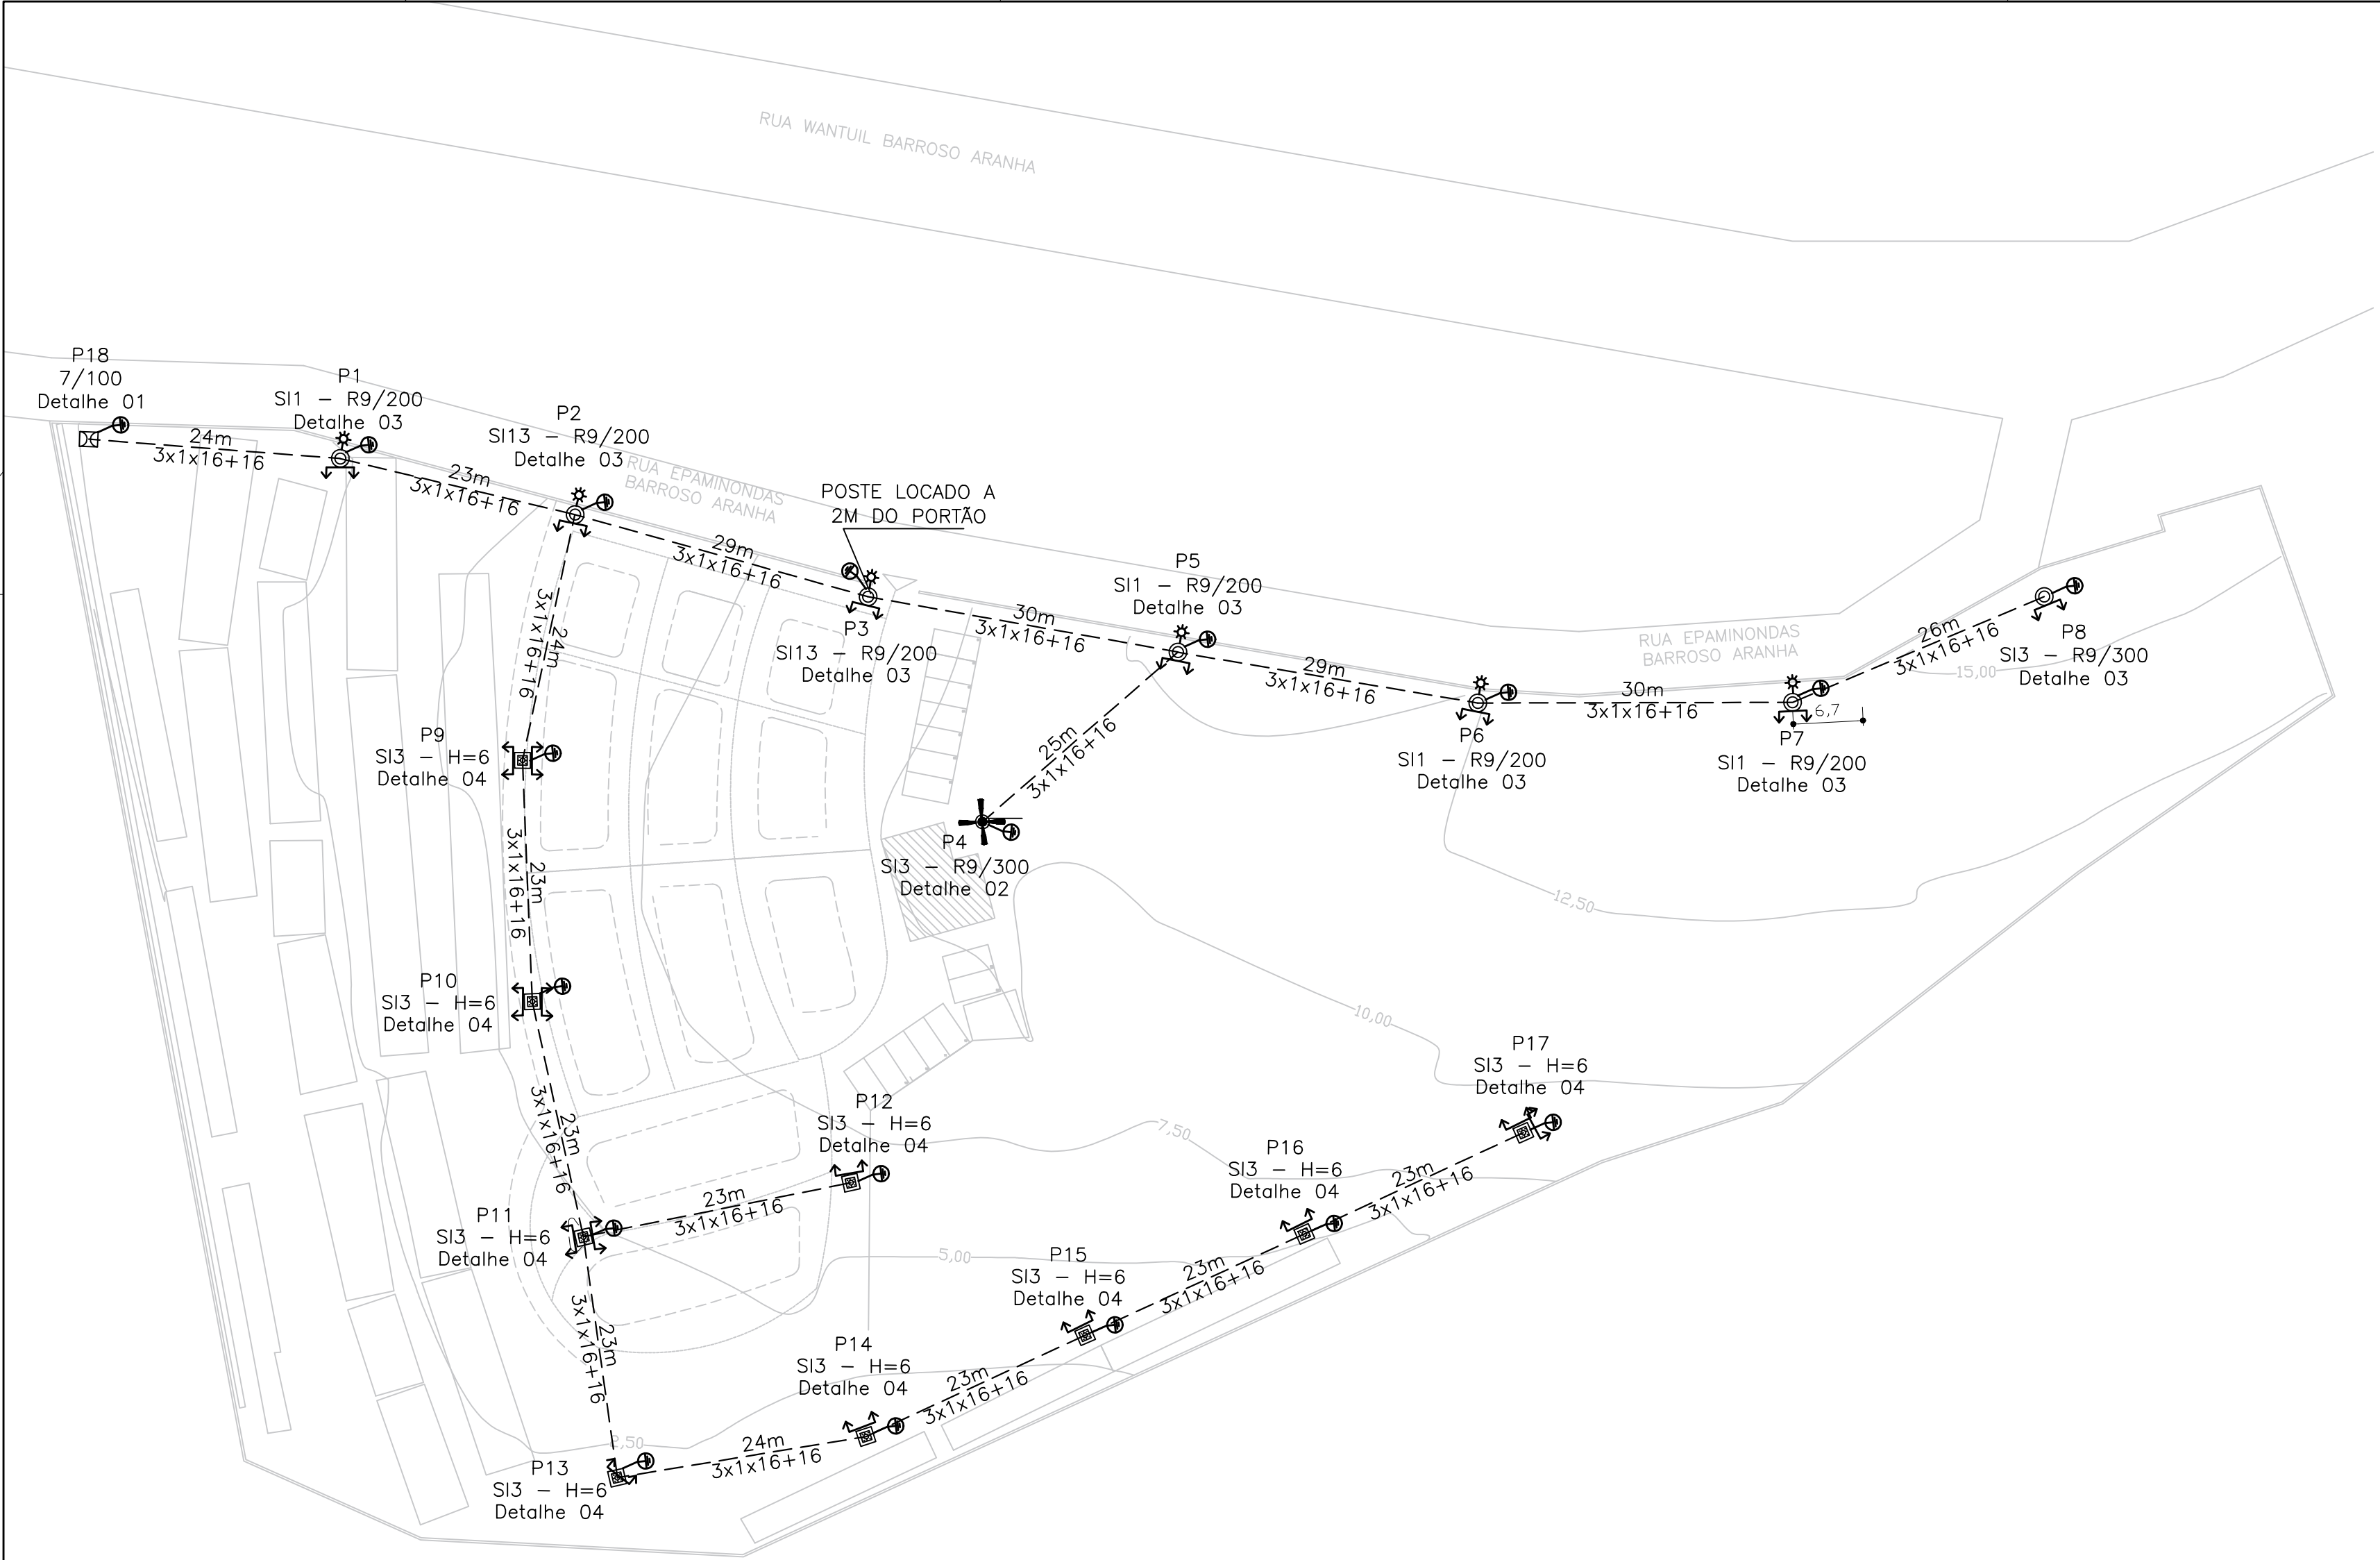 RUA WANTUIL BARROSO ARANHA
P18
7/100
Detalhe 01
24m
3x1x16+16
P1
SI1 - R9/200
Detalhe 03
23m
3x1x16+16
P2
SI13 - R9/200
Detalhe 03
RUA EPAMINONDAS
BARROSO ARANHA
29m
3x1x16+16
POSTE LOCADO A
2M DO PORTÃO
P3
SI13 - R9/200
Detalhe 03
30m
3x1x16+16
P5
SI1 - R9/200
Detalhe 03
29m
3x1x16+16
P6
SI1 - R9/200
Detalhe 03
30m
3x1x16+16
RUA EPAMINONDAS
BARROSO ARANHA
6,7
P7
SI1 - R9/200
Detalhe 03
26m
3x1x16+16
P8
SI3 - R9/300
Detalhe 03
15,00
25m
3x1x16+16
P4
SI3 - R9/300
Detalhe 02
12,50
10,00
24m
3x1x16+16
P9
SI3 - H=6
Detalhe 04
23m
3x1x16+16
P10
SI3 - H=6
Detalhe 04
23m
3x1x16+16
P11
SI3 - H=6
Detalhe 04
23m
3x1x16+16
P12
SI3 - H=6
Detalhe 04
7,50
5,00
23m
3x1x16+16
P13
SI3 - H=6
Detalhe 04
2,50
24m
3x1x16+16
P14
SI3 - H=6
Detalhe 04
23m
3x1x16+16
P15
SI3 - H=6
Detalhe 04
23m
3x1x16+16
P16
SI3 - H=6
Detalhe 04
23m
3x1x16+16
P17
SI3 - H=6
Detalhe 04